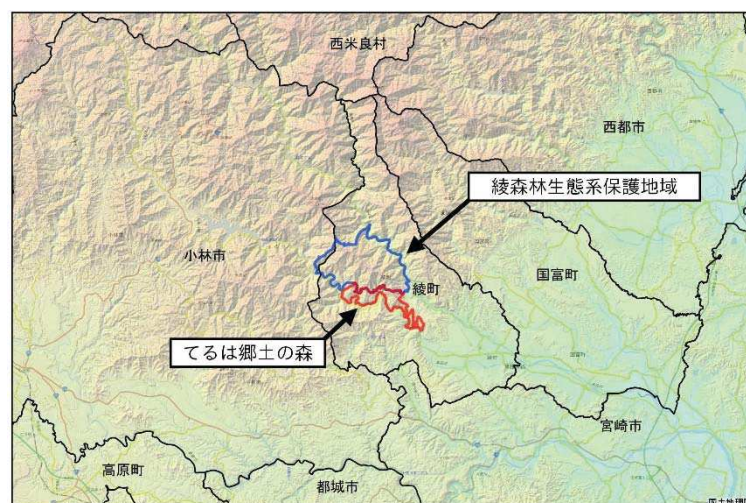 西米良村
西都市
綾森林生態系保護地域
小林市
国富町
綾町
てるは郷土の森
宮崎市
高原町
都城市